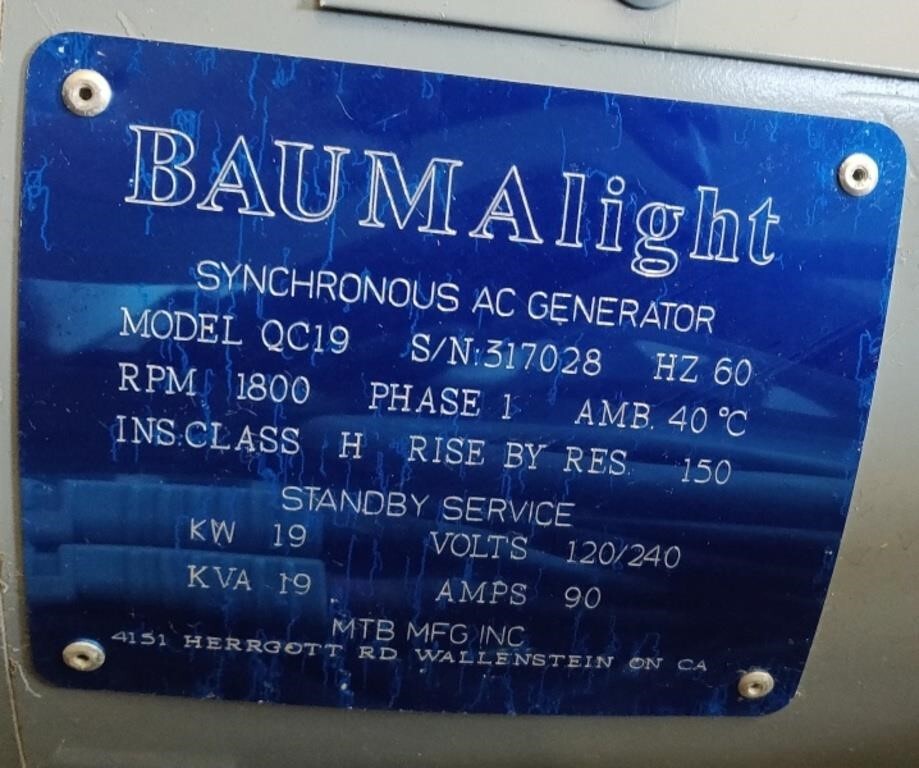 BAUMAlight
SYNCHRONOUS AC GENERATOR
MODEL QC19 S/N:317028 HZ 60
RPM 1800 PHASE 1 AMB. 40 °C
INS.CLASS H RISE BY RES. 150
STANDBY SERVICE
KW 19 VOLTS 120/240
KVA 19 AMPS 90
MTB MFG INC
4151 HERRGOTT RD WALLENSTEIN ON CA